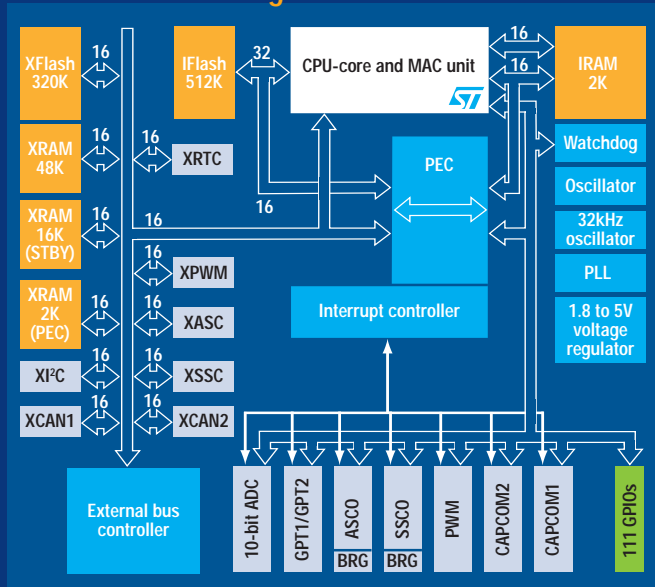 16
XFlash
320K
32
IFlash
512K
CPU-core and MAC unit
ST
16
16
IRAM
2K
16
XRAM
48K
16
XRTC
PEC
Watchdog
Oscillator
32kHz
oscillator
PLL
1.8 to 5V
voltage
regulator
16
XRAM
16K
(STBY)
16
16
16
XPWM
16
XRAM
2K
(PEC)
16
XASC
Interrupt controller
16
XI²C
16
XSSC
16
XCAN1
16
XCAN2
External bus
controller
10-bit ADC
GPT1/GPT2
ASCO
BRG
SSCO
BRG
PWM
CAPCOM2
CAPCOM1
111 GPIOs